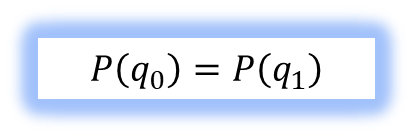 P(q₀) = P(q₁)